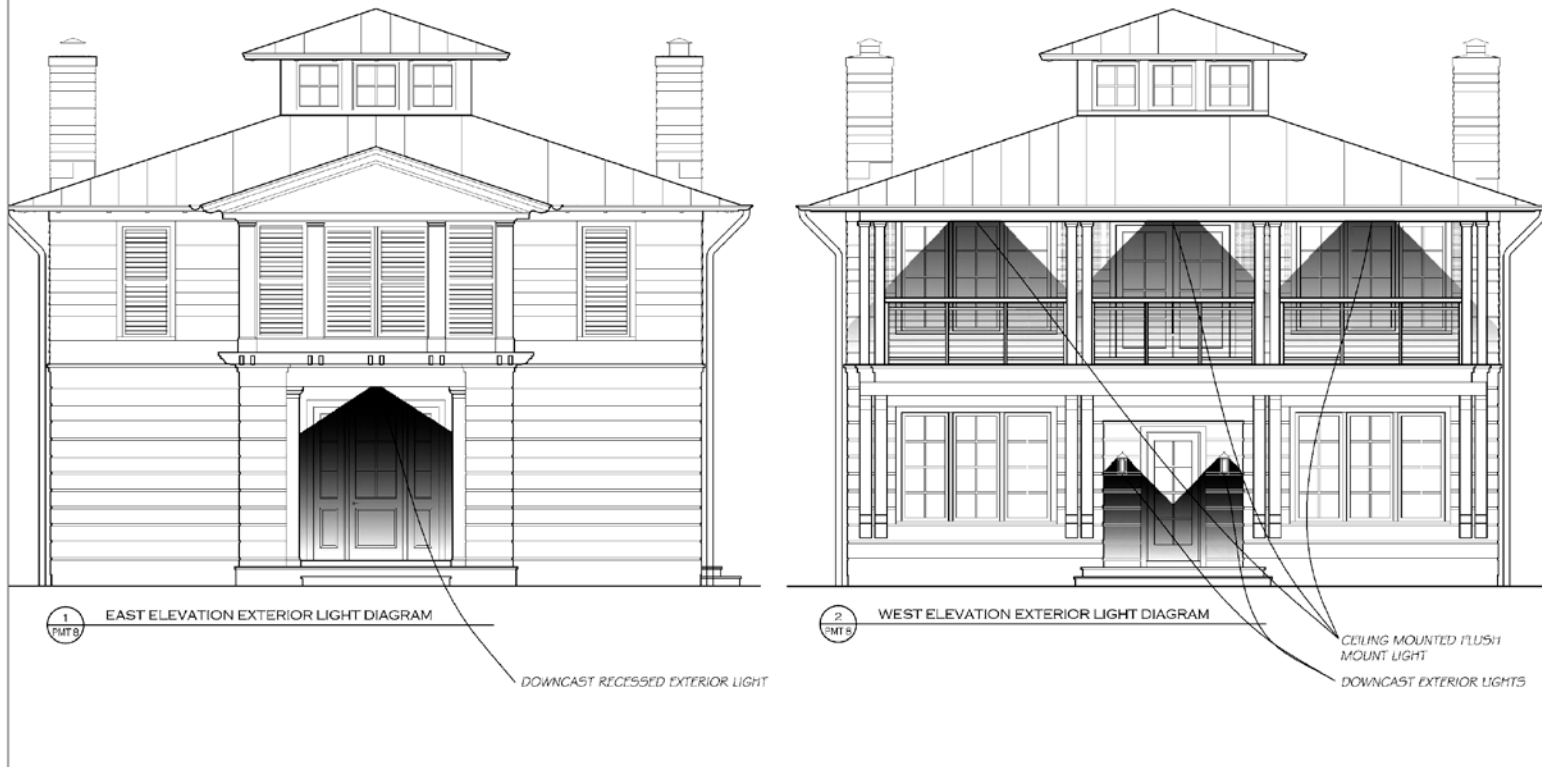 1
PMT 8
EAST ELEVATION EXTERIOR LIGHT DIAGRAM
DOWNCAST RECESSED EXTERIOR LIGHT
2
PMT 8
WEST ELEVATION EXTERIOR LIGHT DIAGRAM
CEILING MOUNTED FLUSH
MOUNT LIGHT
DOWNCAST EXTERIOR LIGHTS